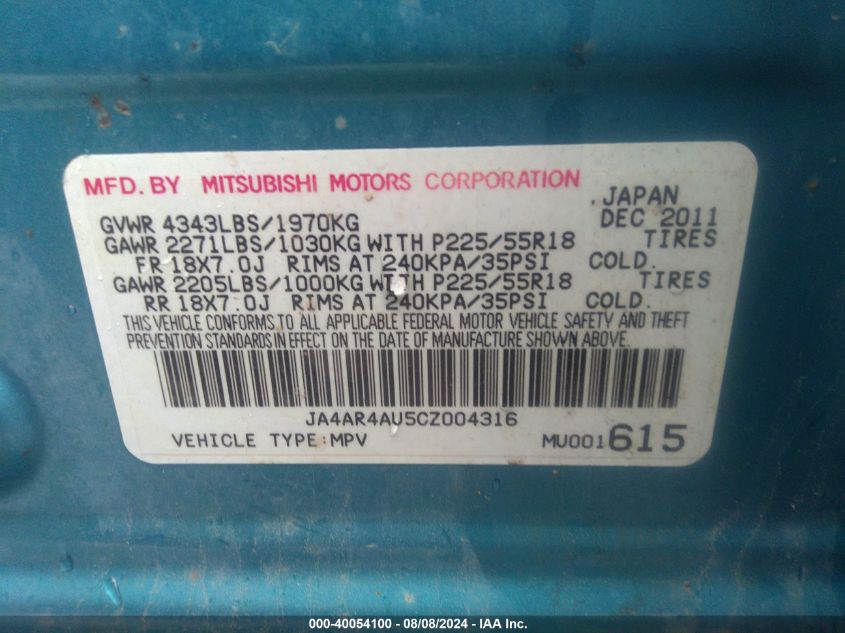 MFD. BY MITSUBISHI MOTORS CORPORATION , JAPAN
GVWR 4343LBS/1970KG DEC 2011
GAWR 2271LBS/1030KG WITH P225/55R18 TIRES
FR 18X7.0J RIMS AT 240KPA/35PSI COLD.
GAWR 2205LBS/1000KG WITH P225/55R18 TIRES
RR 18X7.0J RIMS AT 240KPA/35PSI COLD.
THIS VEHICLE CONFORMS TO ALL APPLICABLE FEDERAL MOTOR VEHICLE SAFETY AND THEFT
PREVENTION STANDARDS IN EFFECT ON THE DATE OF MANUFACTURE SHOWN ABOVE.
JA4AR4AU5CZ004316
VEHICLE TYPE:MPV MU001615
000-40054100 - 08/08/2024 - IAA Inc.